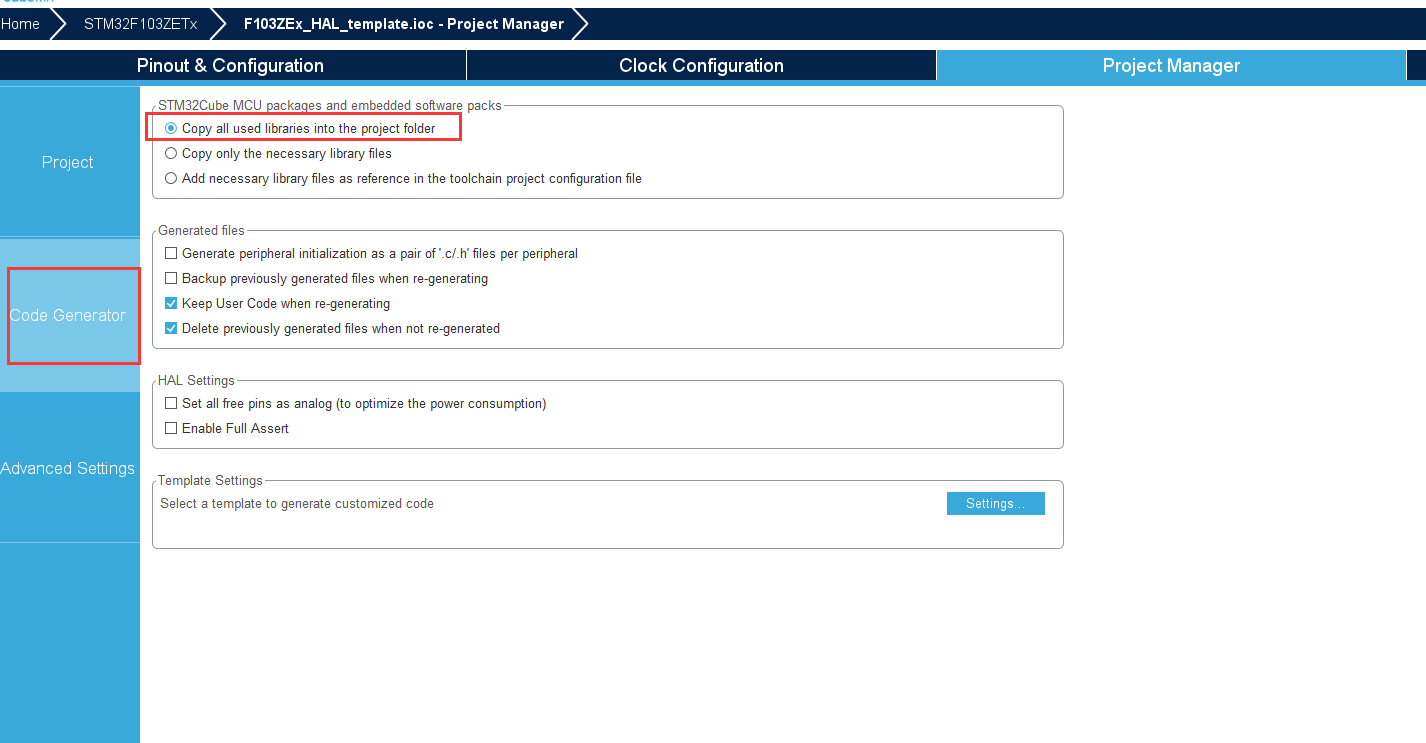 Home
STM32F103ZETx
F103ZEx_HAL_template.ioc - Project Manager
Pinout & Configuration
Clock Configuration
Project Manager
Project
Code Generator
Advanced Settings
STM32Cube MCU packages and embedded software packs
Copy all used libraries into the project folder
Copy only the necessary library files
Add necessary library files as reference in the toolchain project configuration file
Generated files
Generate peripheral initialization as a pair of '.c/.h' files per peripheral
Backup previously generated files when re-generating
Keep User Code when re-generating
Delete previously generated files when not re-generated
HAL Settings
Set all free pins as analog (to optimize the power consumption)
Enable Full Assert
Template Settings
Select a template to generate customized code
Settings...